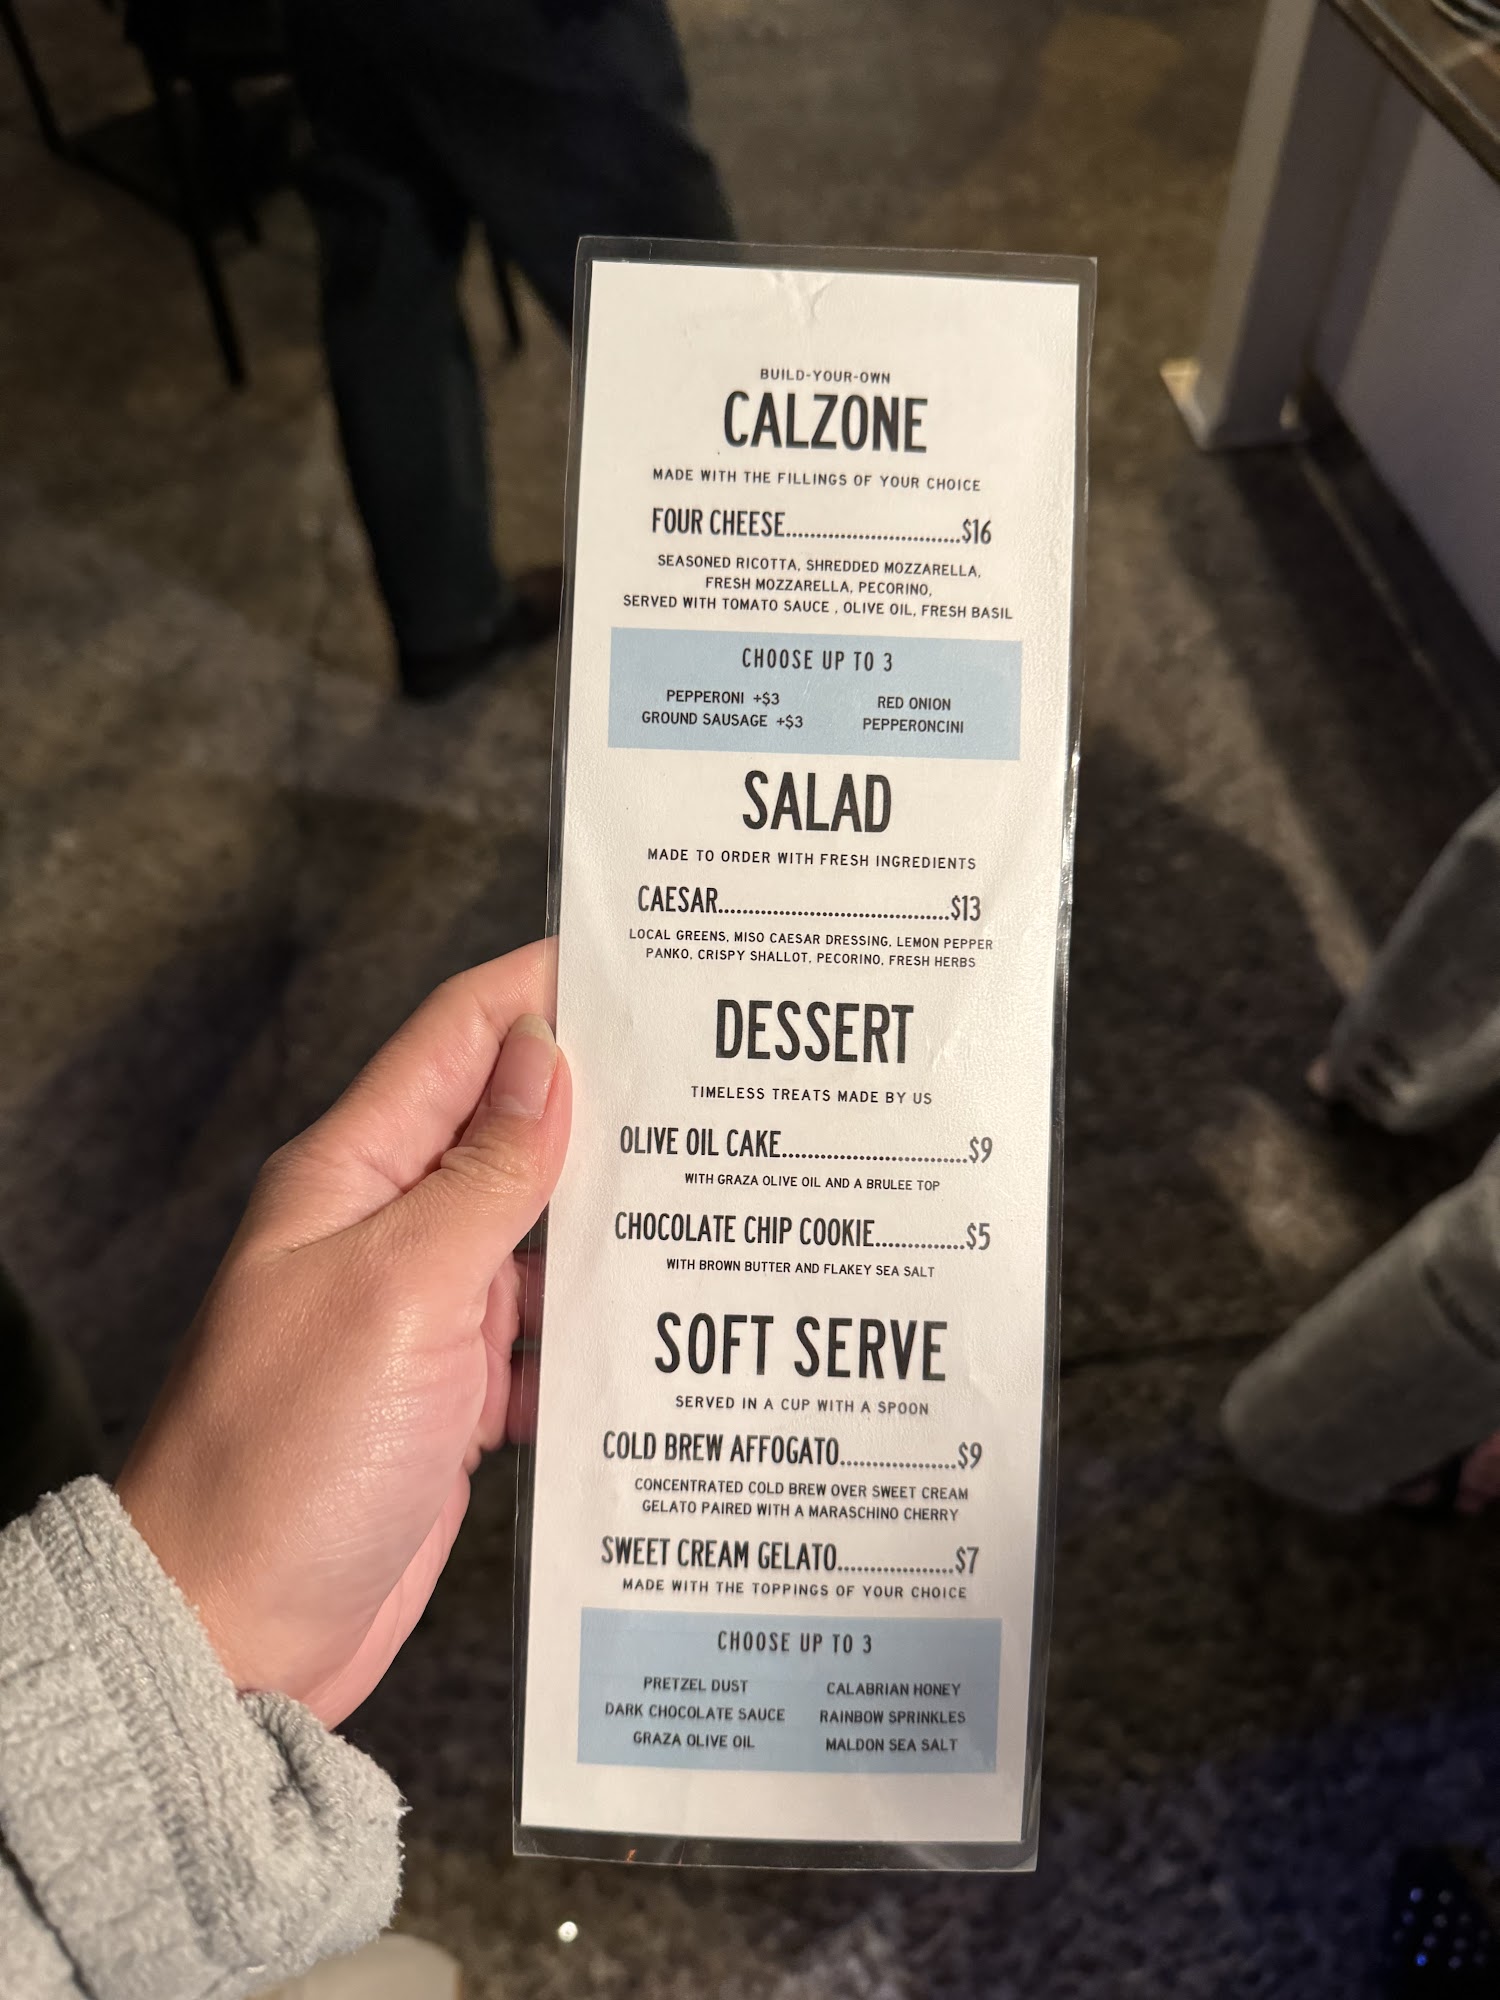 BUILD-YOUR-OWN
CALZONE
MADE WITH THE FILLINGS OF YOUR CHOICE
FOUR CHEESE.............................$16
SEASONED RICOTTA, SHREDDED MOZZARELLA,
FRESH MOZZARELLA, PECORINO,
SERVED WITH TOMATO SAUCE , OLIVE OIL, FRESH BASIL
CHOOSE UP TO 3
PEPPERONI +$3 RED ONION
GROUND SAUSAGE +$3 PEPPERONCINI
SALAD
MADE TO ORDER WITH FRESH INGREDIENTS
CAESAR......................................$13
LOCAL GREENS, MISO CAESAR DRESSING, LEMON PEPPER
PANKO, CRISPY SHALLOT, PECORINO, FRESH HERBS
DESSERT
TIMELESS TREATS MADE BY US
OLIVE OIL CAKE...............................$9
WITH GRAZA OLIVE OIL AND A BRULEE TOP
CHOCOLATE CHIP COOKIE...............$5
WITH BROWN BUTTER AND FLAKEY SEA SALT
SOFT SERVE
SERVED IN A CUP WITH A SPOON
COLD BREW AFFOGATO...................$9
CONCENTRATED COLD BREW OVER SWEET CREAM
GELATO PAIRED WITH A MARASCHINO CHERRY
SWEET CREAM GELATO...................$7
MADE WITH THE TOPPINGS OF YOUR CHOICE
CHOOSE UP TO 3
PRETZEL DUST CALABRIAN HONEY
DARK CHOCOLATE SAUCE RAINBOW SPRINKLES
GRAZA OLIVE OIL MALDON SEA SALT